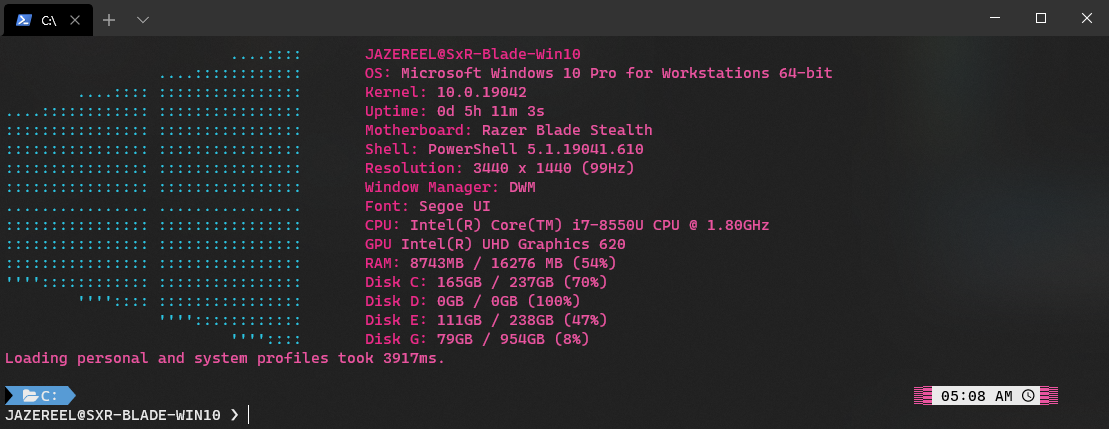 C:\
JAZEREEL@SxR-Blade-Win10
OS: Microsoft Windows 10 Pro for Workstations 64-bit
Kernel: 10.0.19042
Uptime: 0d 5h 11m 3s
Motherboard: Razer Blade Stealth
Shell: PowerShell 5.1.19041.610
Resolution: 3440 x 1440 (99Hz)
Window Manager: DWM
Font: Segoe UI
CPU: Intel(R) Core(TM) i7-8550U CPU @ 1.80GHz
GPU Intel(R) UHD Graphics 620
RAM: 8743MB / 16276 MB (54%)
Disk C: 165GB / 237GB (70%)
Disk D: 0GB / 0GB (100%)
Disk E: 111GB / 238GB (47%)
Disk G: 79GB / 954GB (8%)
Loading personal and system profiles took 3917ms.
C: 05:08 AM
JAZEREEL@SXR-BLADE-WIN10 ❯